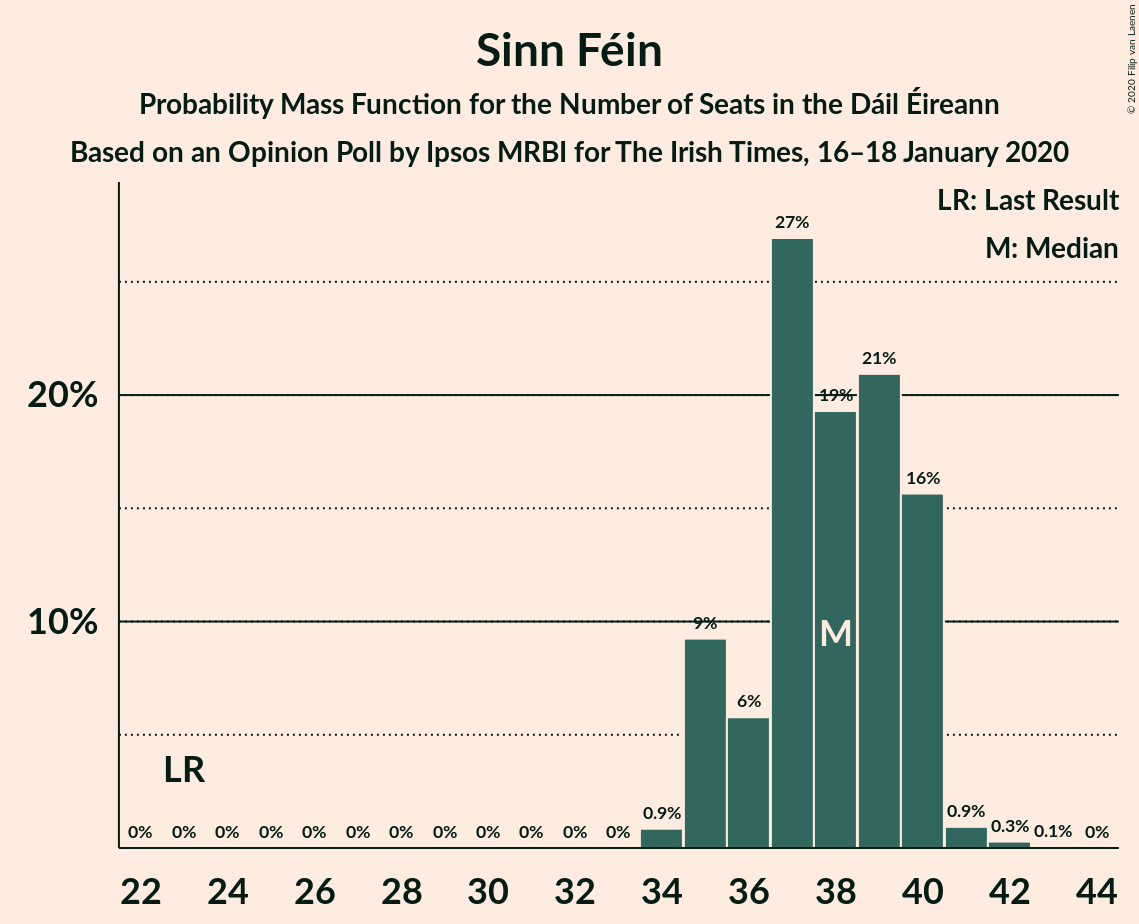 Sinn Féin
Probability Mass Function for the Number of Seats in the Dáil Éireann
Based on an Opinion Poll by Ipsos MRBI for The Irish Times, 16–18 January 2020
© 2020 Filip van Laenen
LR: Last Result
M: Median
27%
21%
20%
19%
16%
10%
9%
M
6%
LR
0% 0% 0% 0% 0% 0% 0% 0% 0% 0% 0% 0% 0.9% 0.9% 0.3% 0.1% 0%
22 24 26 28 30 32 34 36 38 40 42 44